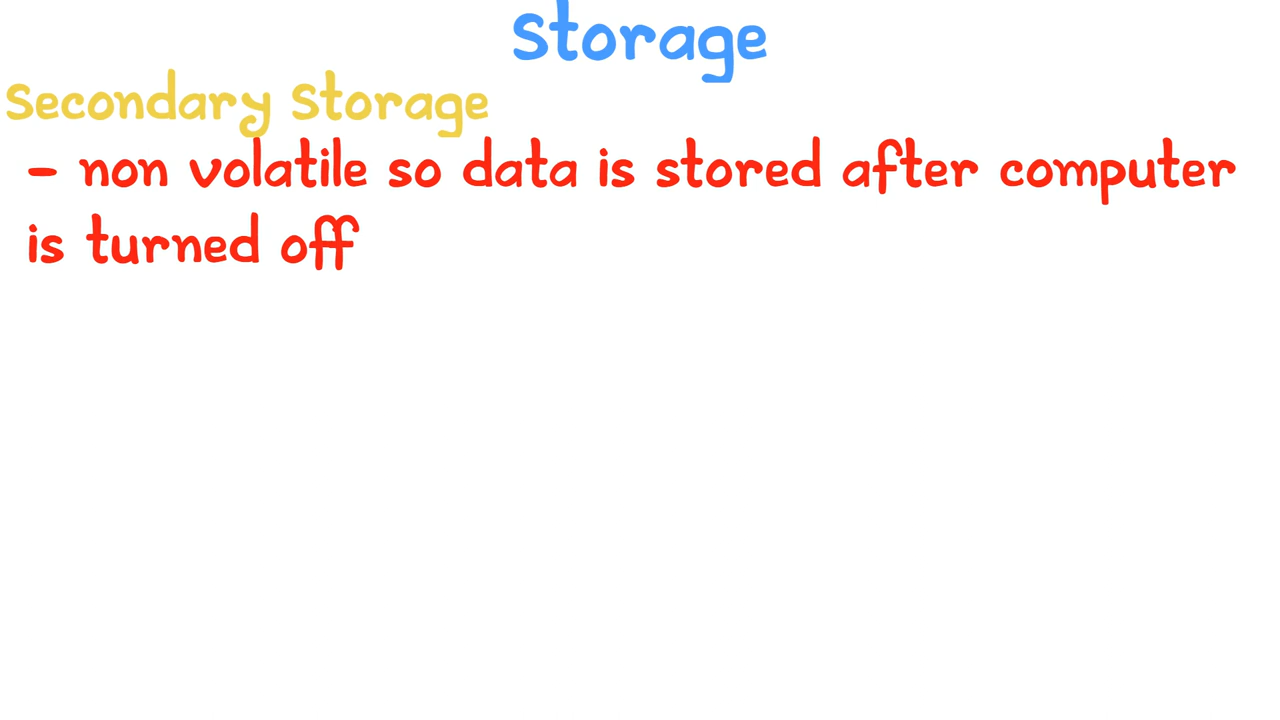 Storage
Secondary Storage
- non volatile so data is stored after computer
is turned off